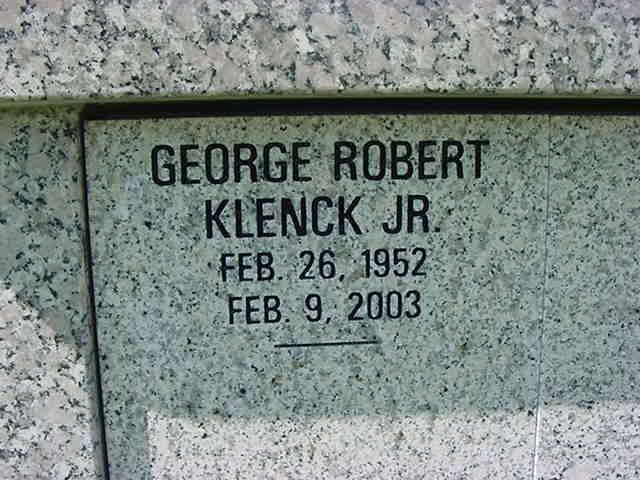 GEORGE ROBERT
KLENCK JR.
FEB. 26, 1952
FEB. 9, 2003